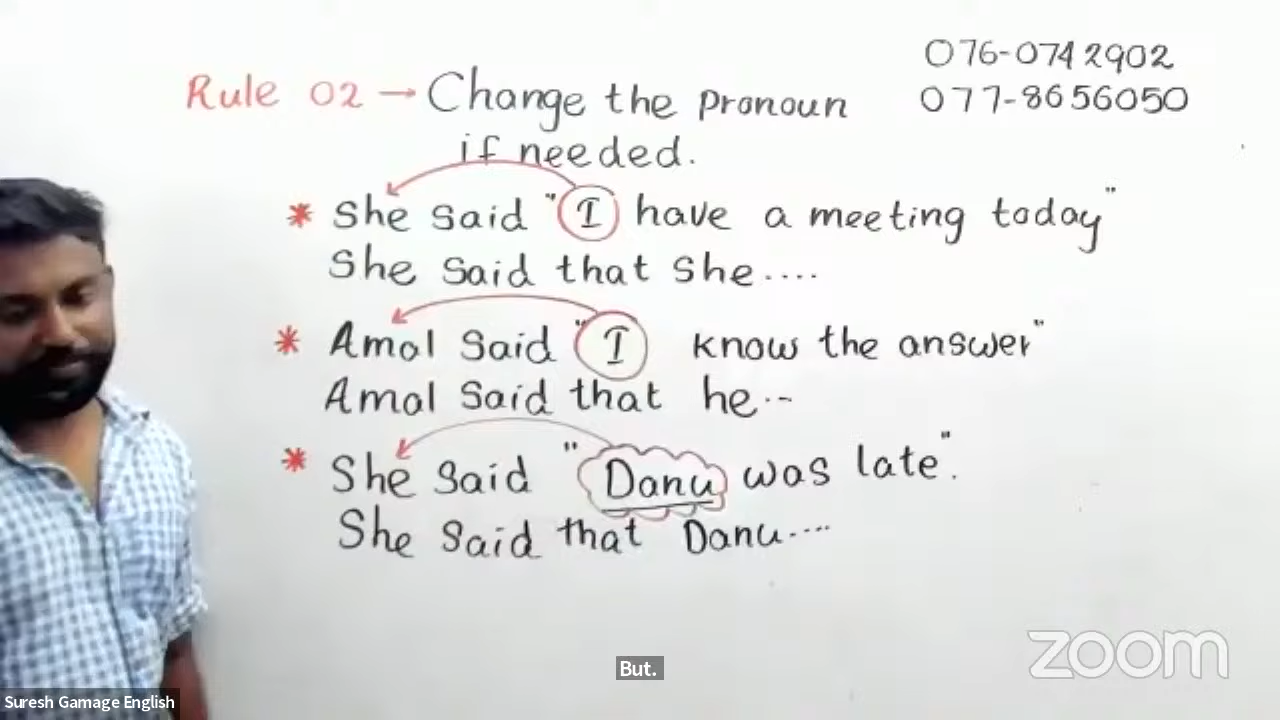 076-0742902
077-8656050
Rule 02 → Change the Pronoun
if needed.
* She said "I have a meeting today"
She said that she....
* Amal said "I know the answer"
Amal said that he..-
* She said "Danu was late".
She said that Danu....
But.
zoom
Suresh Gamage English